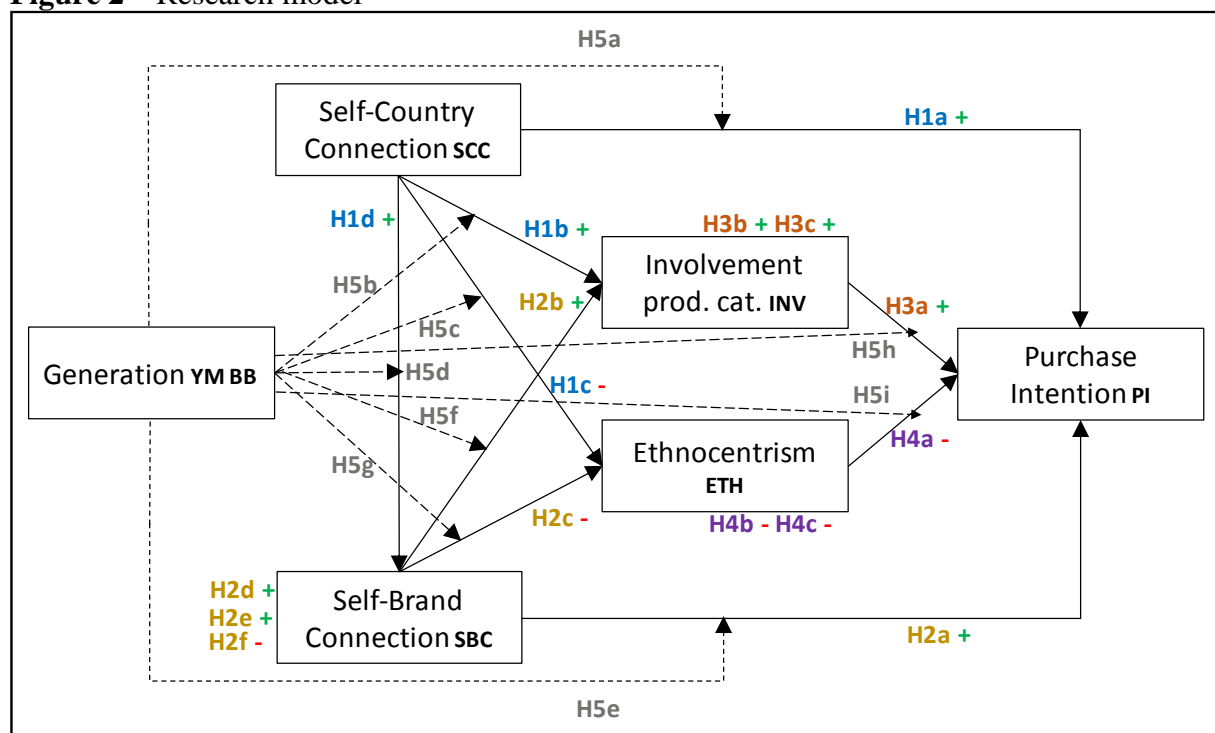 Figure 2 Research model
H5a
Self-Country
Connection SCC
H1a +
H1d +
H1b +
H3b + H3c +
H5b
Involvement
prod. cat. INV
H2b +
H3a +
H5c
H5h
Generation YM BB
H5d
H1c -
H5i
Purchase
Intention PI
H5f
H4a -
H5g
Ethnocentrism
ETH
H2c -
H4b - H4c -
H2d +
H2e +
H2f -
Self-Brand
Connection SBC
H2a +
H5e